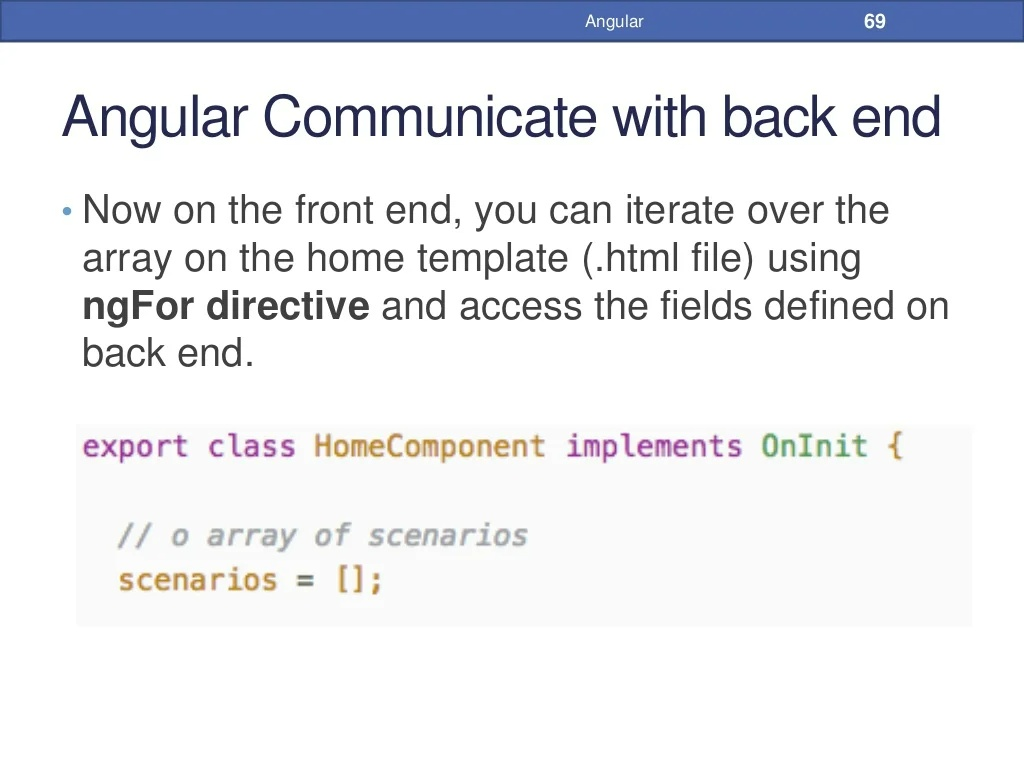 Angular 69
Angular Communicate with back end
• Now on the front end, you can iterate over the
array on the home template (.html file) using
ngFor directive and access the fields defined on
back end.
export class HomeComponent implements OnInit {
// o array of scenarios
scenarios = [];